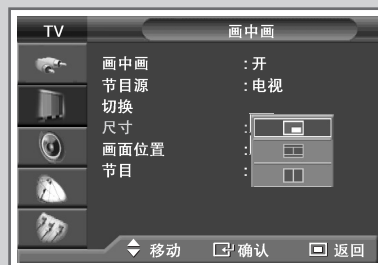 TV 画中画
画中画 :开
节目源 :电视
切换
尺寸 :
画面位置 :
节目 :
移动 确认 返回